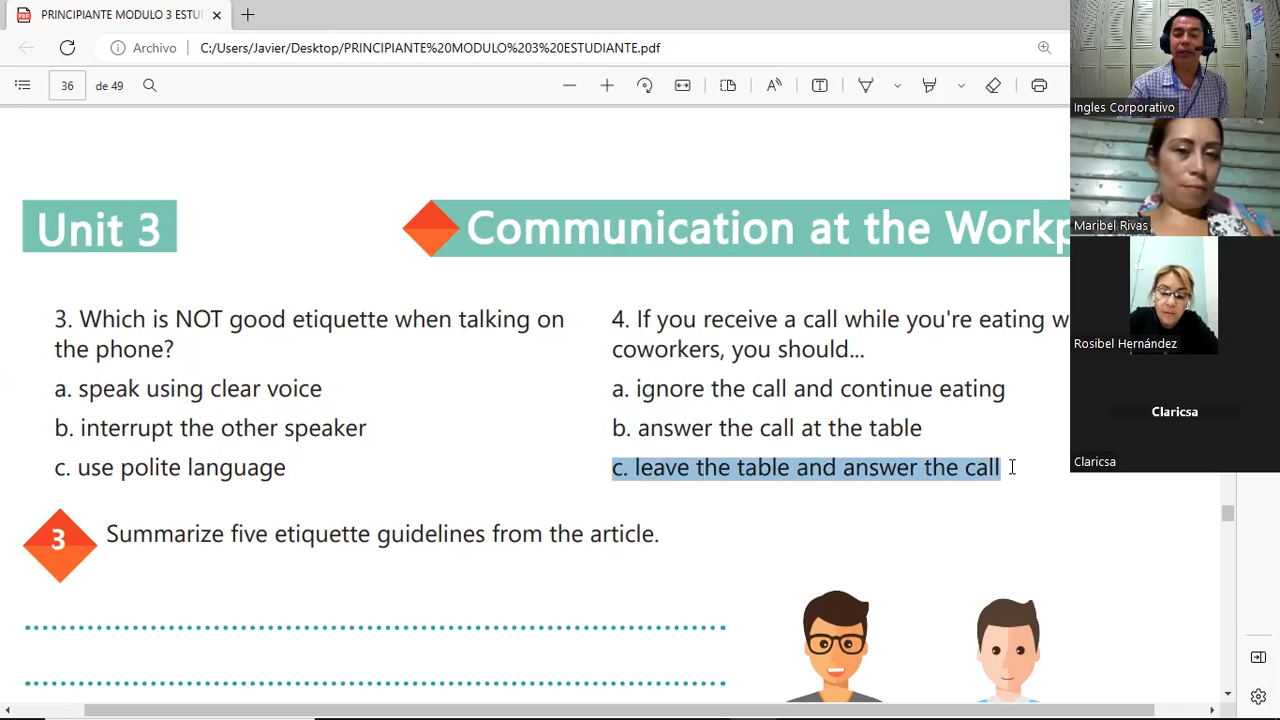 PRINCIPIANTE MODULO 3 ESTU
Archivo
C:/Users/Javier/Desktop/PRINCIPIANTE%20MODULO%203%20ESTUDIANTE.pdf
36 de 49
Unit 3
Communication at the Workp
3. Which is NOT good etiquette when talking on
the phone?
a. speak using clear voice
b. interrupt the other speaker
c. use polite language
4. If you receive a call while you're eating w
coworkers, you should...
a. ignore the call and continue eating
b. answer the call at the table
c. leave the table and answer the call
3 Summarize five etiquette guidelines from the article.
Ingles Corporativo
Maribel Rivas
Rosibel Hernández
Claricsa
Claricsa